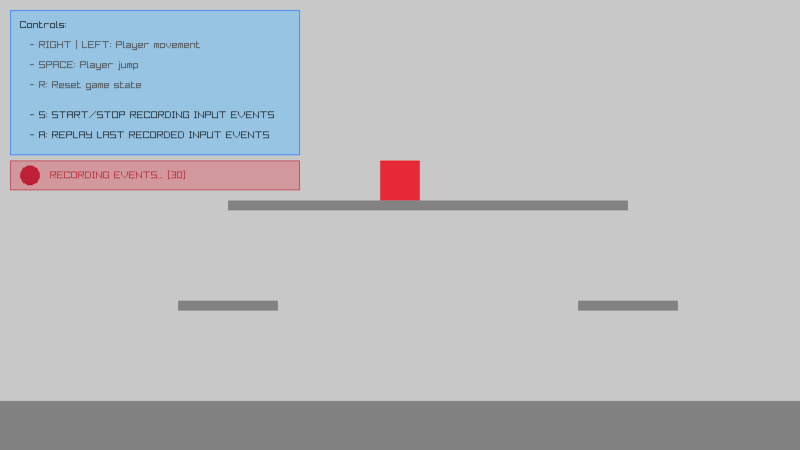 Controls:
- RIGHT | LEFT: Player movement
- SPACE: Player jump
- R: Reset game state
- S: START/STOP RECORDING INPUT EVENTS
- A: REPLAY LAST RECORDED INPUT EVENTS
RECORDING EVENTS... [30]